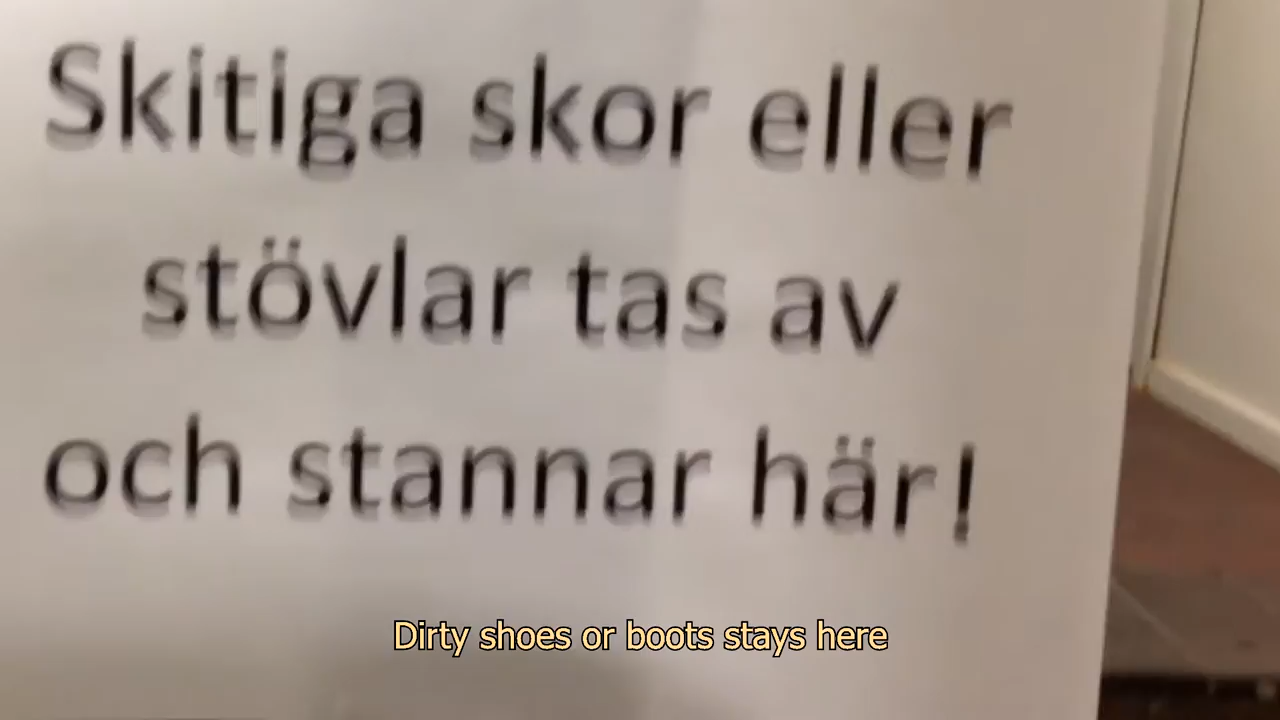 Skitiga skor eller
stövlar tas av
och stannar här!
Dirty shoes or boots stays here